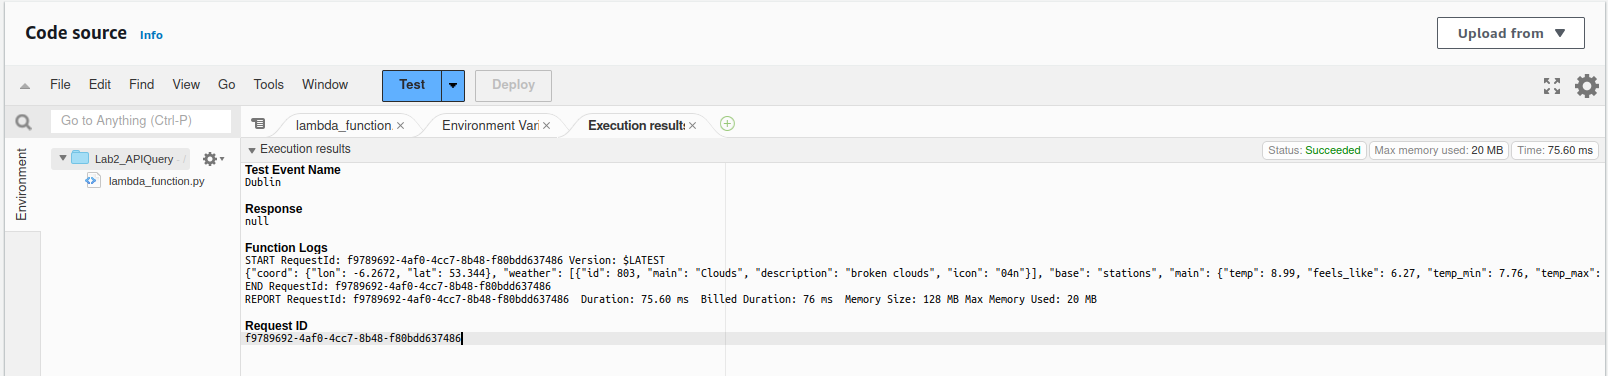 Code source Info
Upload from
File Edit Find View Go Tools Window Test Deploy
Go to Anything (Ctrl-P)
lambda_function. Environment Vari Execution results
Environment
Lab2_APIQuery - /
lambda_function.py
Execution results
Status: Succeeded Max memory used: 20 MB Time: 75.60 ms
Test Event Name
Dublin
Response
null
Function Logs
START RequestId: f9789692-4af0-4cc7-8b48-f80bdd637486 Version: $LATEST
{"coord": {"lon": -6.2672, "lat": 53.344}, "weather": [{"id": 803, "main": "Clouds", "description": "broken clouds", "icon": "04n"}], "base": "stations", "main": {"temp": 8.99, "feels_like": 6.27, "temp_min": 7.76, "temp_max":
END RequestId: f9789692-4af0-4cc7-8b48-f80bdd637486
REPORT RequestId: f9789692-4af0-4cc7-8b48-f80bdd637486 Duration: 75.60 ms Billed Duration: 76 ms Memory Size: 128 MB Max Memory Used: 20 MB
Request ID
f9789692-4af0-4cc7-8b48-f80bdd637486